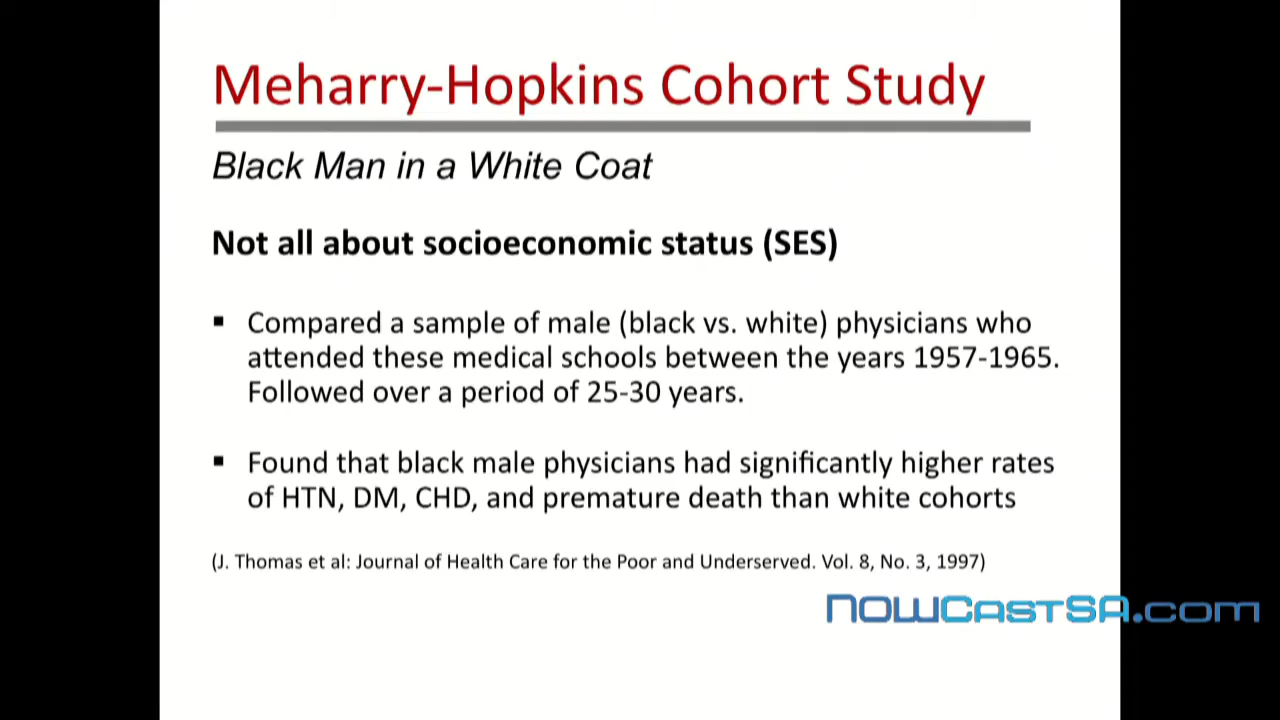 Meharry-Hopkins Cohort Study
Black Man in a White Coat
Not all about socioeconomic status (SES)
▪ Compared a sample of male (black vs. white) physicians who
attended these medical schools between the years 1957-1965.
Followed over a period of 25-30 years.
▪ Found that black male physicians had significantly higher rates
of HTN, DM, CHD, and premature death than white cohorts
(J. Thomas et al: Journal of Health Care for the Poor and Underserved. Vol. 8, No. 3, 1997)
NOWCASTSA.COM